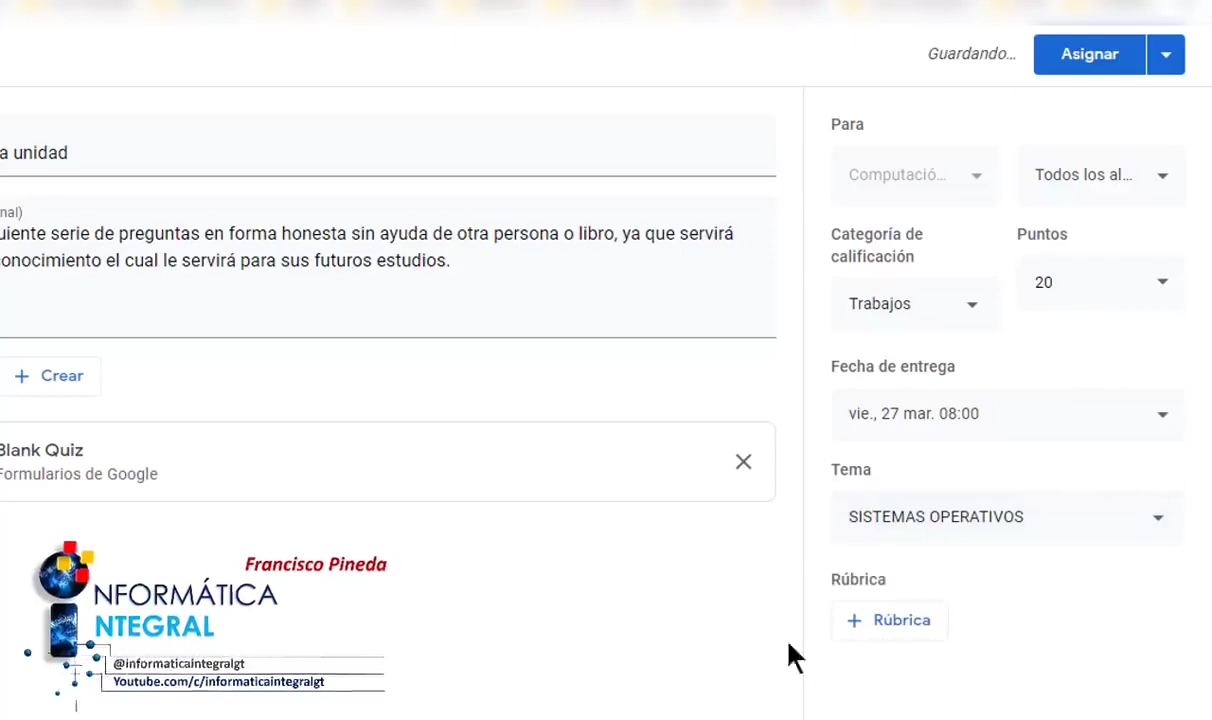 Guardando...
Asignar
a unidad
nal)
uiente serie de preguntas en forma honesta sin ayuda de otra persona o libro, ya que servirá
onocimiento el cual le servirá para sus futuros estudios.
+ Crear
Blank Quiz
Formularios de Google
Para
Computació...
Todos los al...
Categoría de
calificación
Puntos
Trabajos
20
Fecha de entrega
vie., 27 mar. 08:00
Tema
SISTEMAS OPERATIVOS
Rúbrica
+ Rúbrica
Francisco Pineda
INFORMÁTICA
INTEGRAL
@informaticaintegralgt
Youtube.com/c/informaticaintegralgt